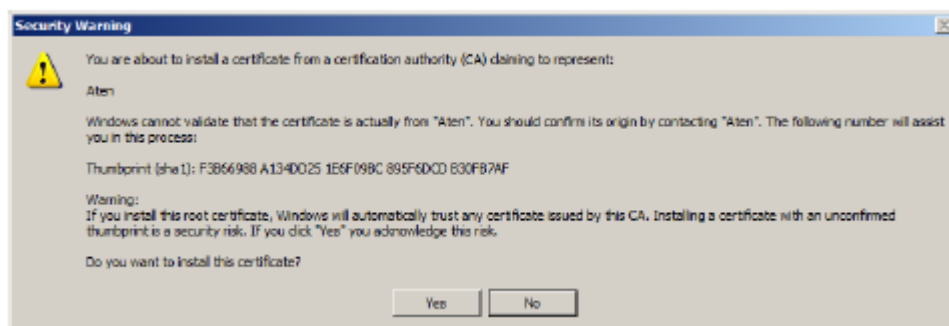 Security Warning
You are about to install a certificate from a certification authority (CA) claiming to represent:
Aten
Windows cannot validate that the certificate is actually from "Aten". You should confirm its origin by contacting "Aten". The following number will assist
you in this process:
Thumbprint (sha1): F3B66988 A134D025 1E6F09BC 895F6DCD B30FB7AF
Warning:
If you install this root certificate, Windows will automatically trust any certificate issued by this CA. Installing a certificate with an unconfirmed
thumbprint is a security risk. If you click "Yes" you acknowledge this risk.
Do you want to install this certificate?
Yes No